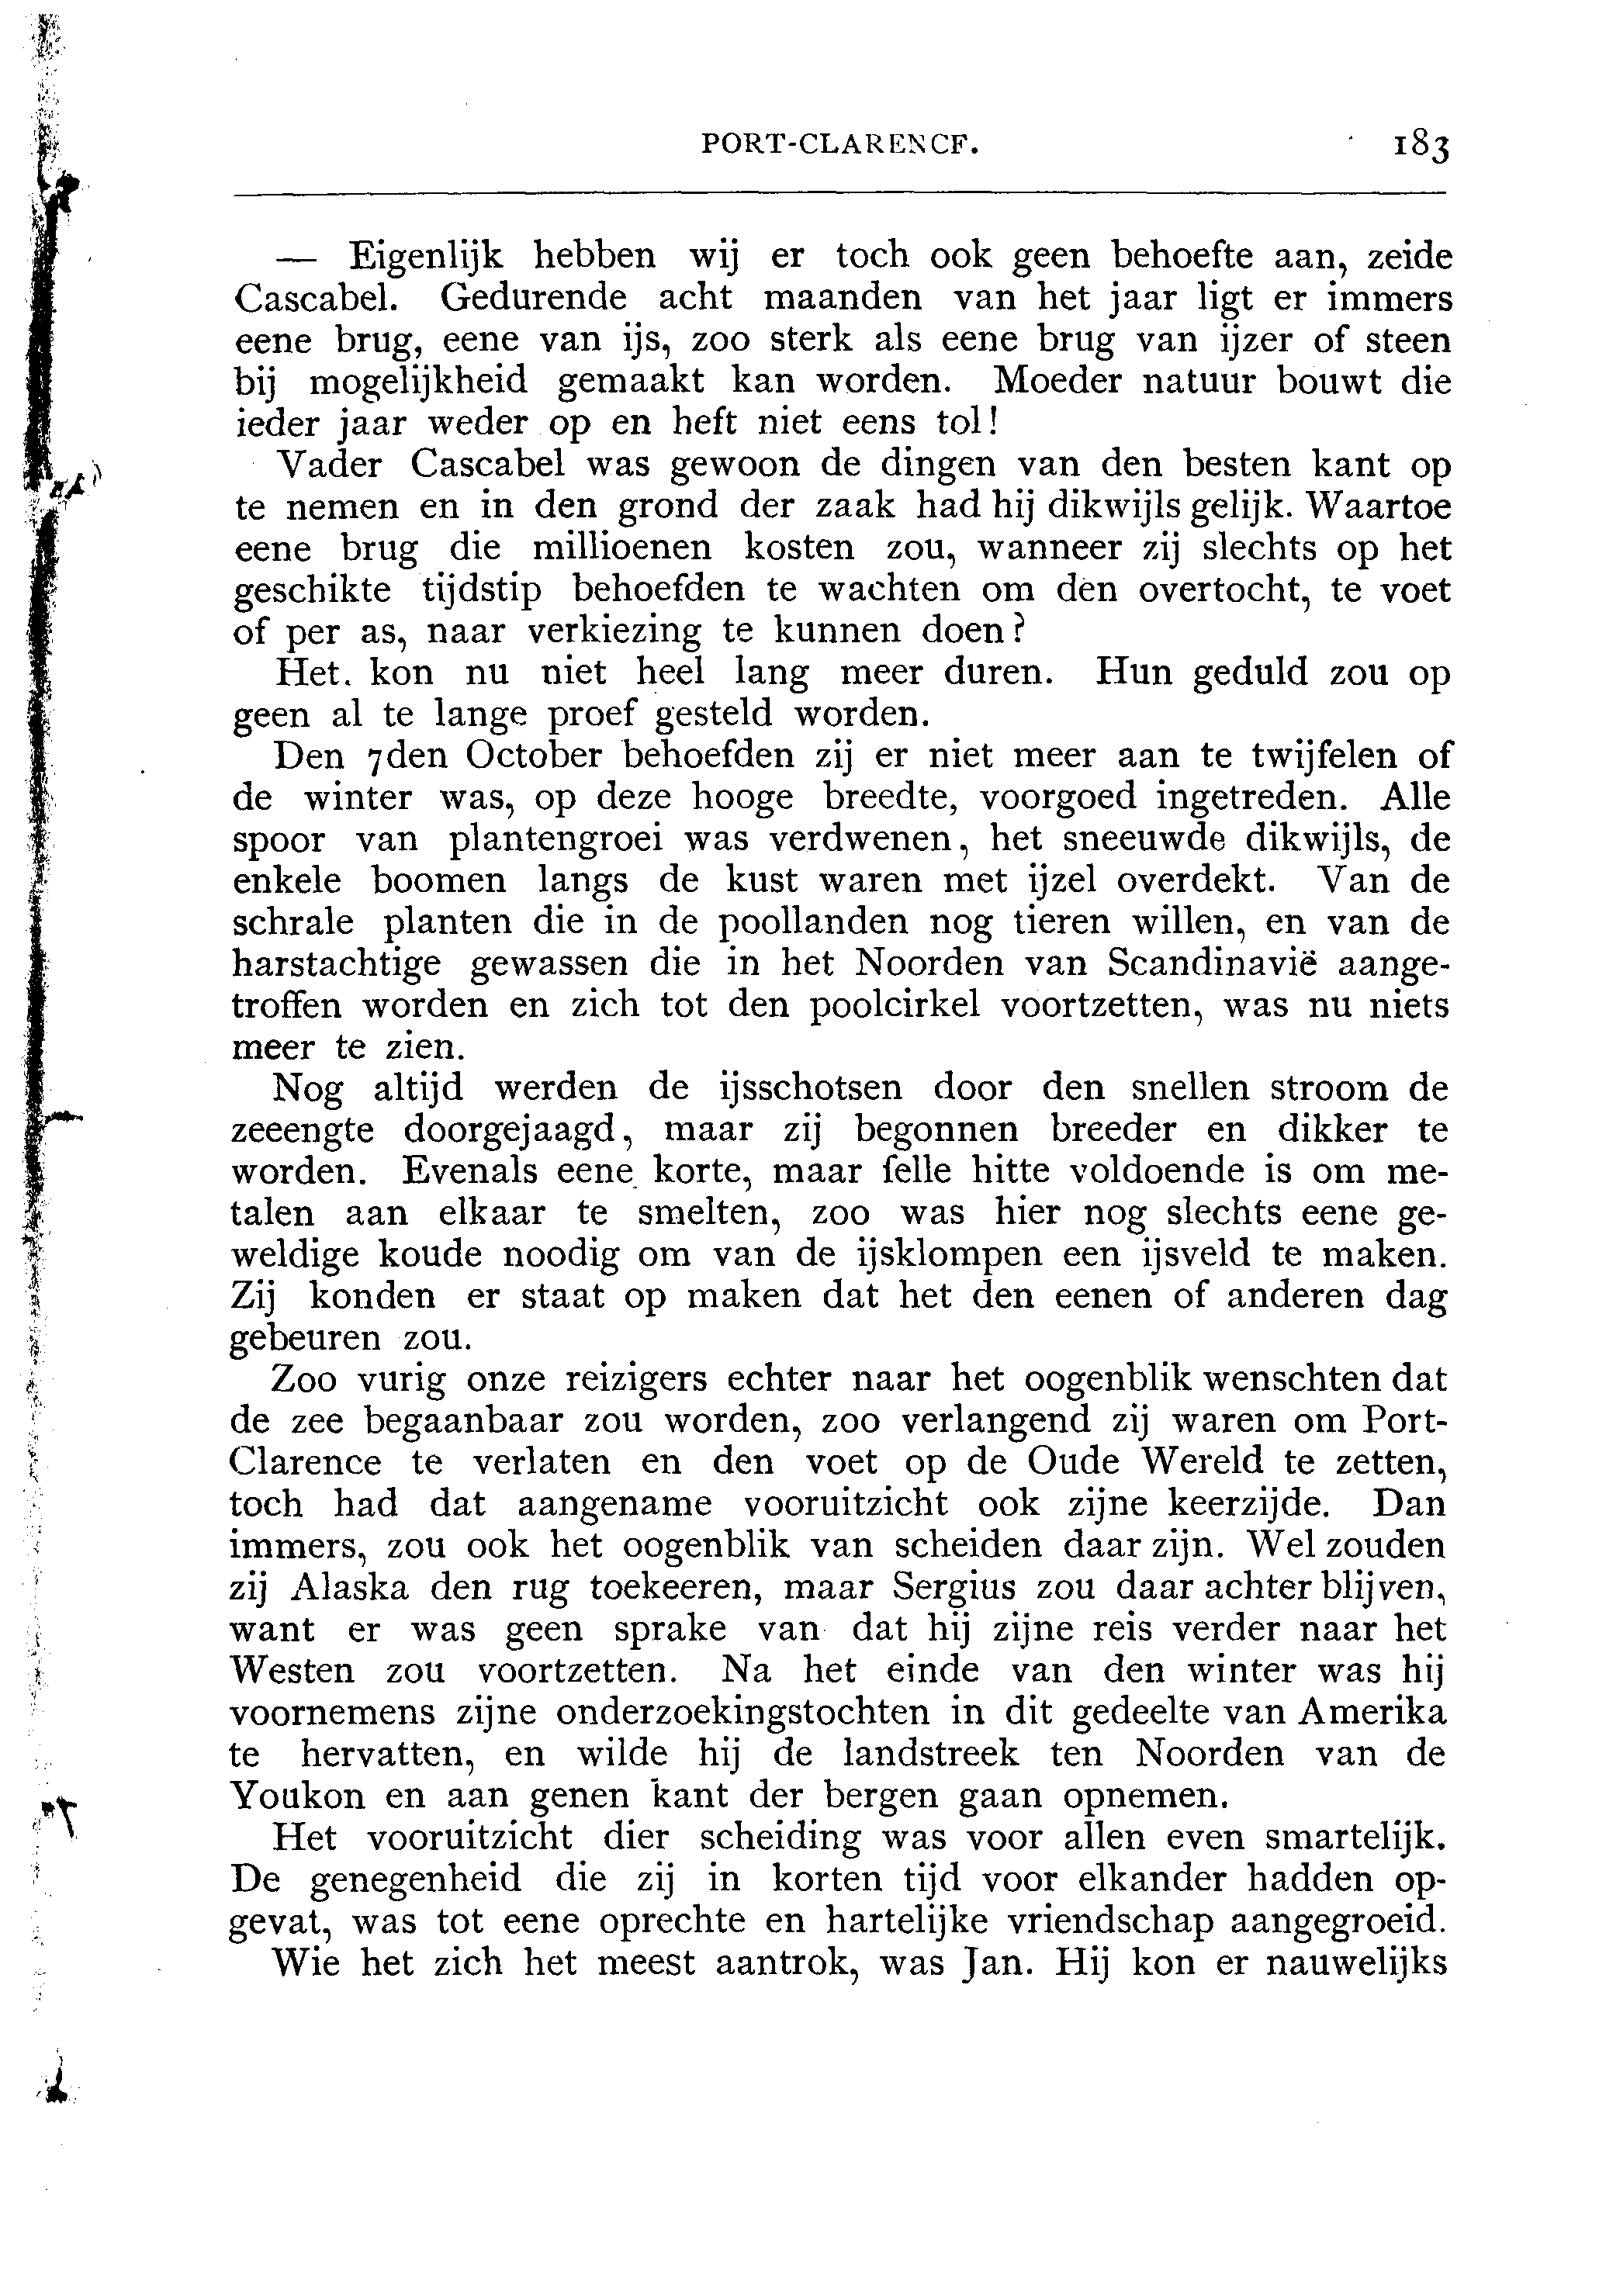 PORT-CLARENCE. 183
— Eigenlijk hebben wij er toch ook geen behoefte aan, zeide
Cascabel. Gedurende acht maanden van het jaar ligt er immers
eene brug, eene van ijs, zoo sterk als eene brug van ijzer of steen
bij mogelijkheid gemaakt kan worden. Moeder natuur bouwt die
ieder jaar weder op en heft niet eens tol!
Vader Cascabel was gewoon de dingen van den besten kant op
te nemen en in den grond der zaak had hij dikwijls gelijk. Waartoe
eene brug die millioenen kosten zou, wanneer zij slechts op het
geschikte tijdstip behoefden te wachten om den overtocht, te voet
of per as, naar verkiezing te kunnen doen?
Het. kon nu niet heel lang meer duren. Hun geduld zou op
geen al te lange proef gesteld worden.
Den 7den October behoefden zij er niet meer aan te twijfelen of
de winter was, op deze hooge breedte, voorgoed ingetreden. Alle
spoor van plantengroei was verdwenen, het sneeuwde dikwijls, de
enkele boomen langs de kust waren met ijzel overdekt. Van de
schrale planten die in de poollanden nog tieren willen, en van de
harstachtige gewassen die in het Noorden van Scandinavië aange-
troffen worden en zich tot den poolcirkel voortzetten, was nu niets
meer te zien.
Nog altijd werden de ijsschotsen door den snellen stroom de
zeeengte doorgejaagd, maar zij begonnen breeder en dikker te
worden. Evenals eene korte, maar felle hitte voldoende is om me-
talen aan elkaar te smelten, zoo was hier nog slechts eene ge-
weldige koude noodig om van de ijsklompen een ijsveld te maken.
Zij konden er staat op maken dat het den eenen of anderen dag
gebeuren zou.
Zoo vurig onze reizigers echter naar het oogenblik wenschten dat
de zee begaanbaar zou worden, zoo verlangend zij waren om Port-
Clarence te verlaten en den voet op de Oude Wereld te zetten,
toch had dat aangename vooruitzicht ook zijne keerzijde. Dan
immers, zou ook het oogenblik van scheiden daar zijn. Wel zouden
zij Alaska den rug toekeeren, maar Sergius zou daar achter blijven,
want er was geen sprake van dat hij zijne reis verder naar het
Westen zou voortzetten. Na het einde van den winter was hij
voornemens zijne onderzoekingstochten in dit gedeelte van Amerika
te hervatten, en wilde hij de landstreek ten Noorden van de
Youkon en aan genen kant der bergen gaan opnemen.
Het vooruitzicht dier scheiding was voor allen even smartelijk.
De genegenheid die zij in korten tijd voor elkander hadden op-
gevat, was tot eene oprechte en hartelijke vriendschap aangegroeid.
Wie het zich het meest aantrok, was Jan. Hij kon er nauwelijks